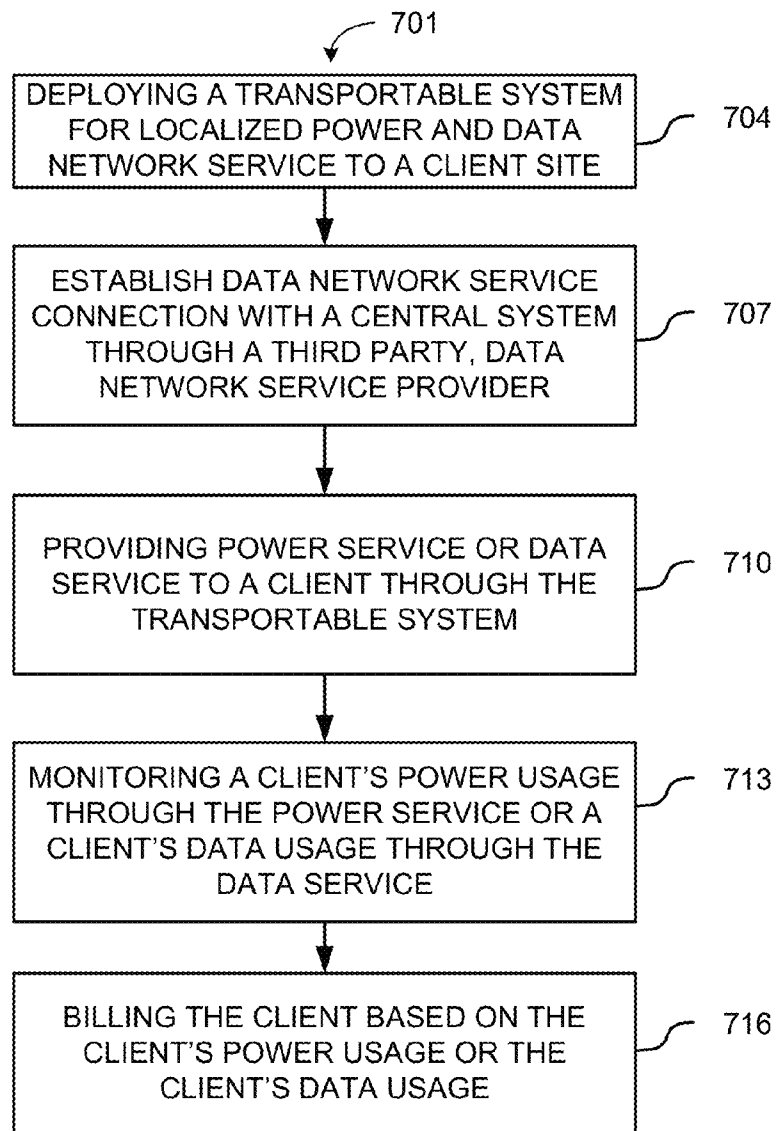 701
DEPLOYING A TRANSPORTABLE SYSTEM
FOR LOCALIZED POWER AND DATA
NETWORK SERVICE TO A CLIENT SITE
704
ESTABLISH DATA NETWORK SERVICE
CONNECTION WITH A CENTRAL SYSTEM
THROUGH A THIRD PARTY, DATA
NETWORK SERVICE PROVIDER
707
PROVIDING POWER SERVICE OR DATA
SERVICE TO A CLIENT THROUGH THE
TRANSPORTABLE SYSTEM
710
MONITORING A CLIENT'S POWER USAGE
THROUGH THE POWER SERVICE OR A
CLIENT'S DATA USAGE THROUGH THE
DATA SERVICE
713
BILLING THE CLIENT BASED ON THE
CLIENT'S POWER USAGE OR THE
CLIENT'S DATA USAGE
716